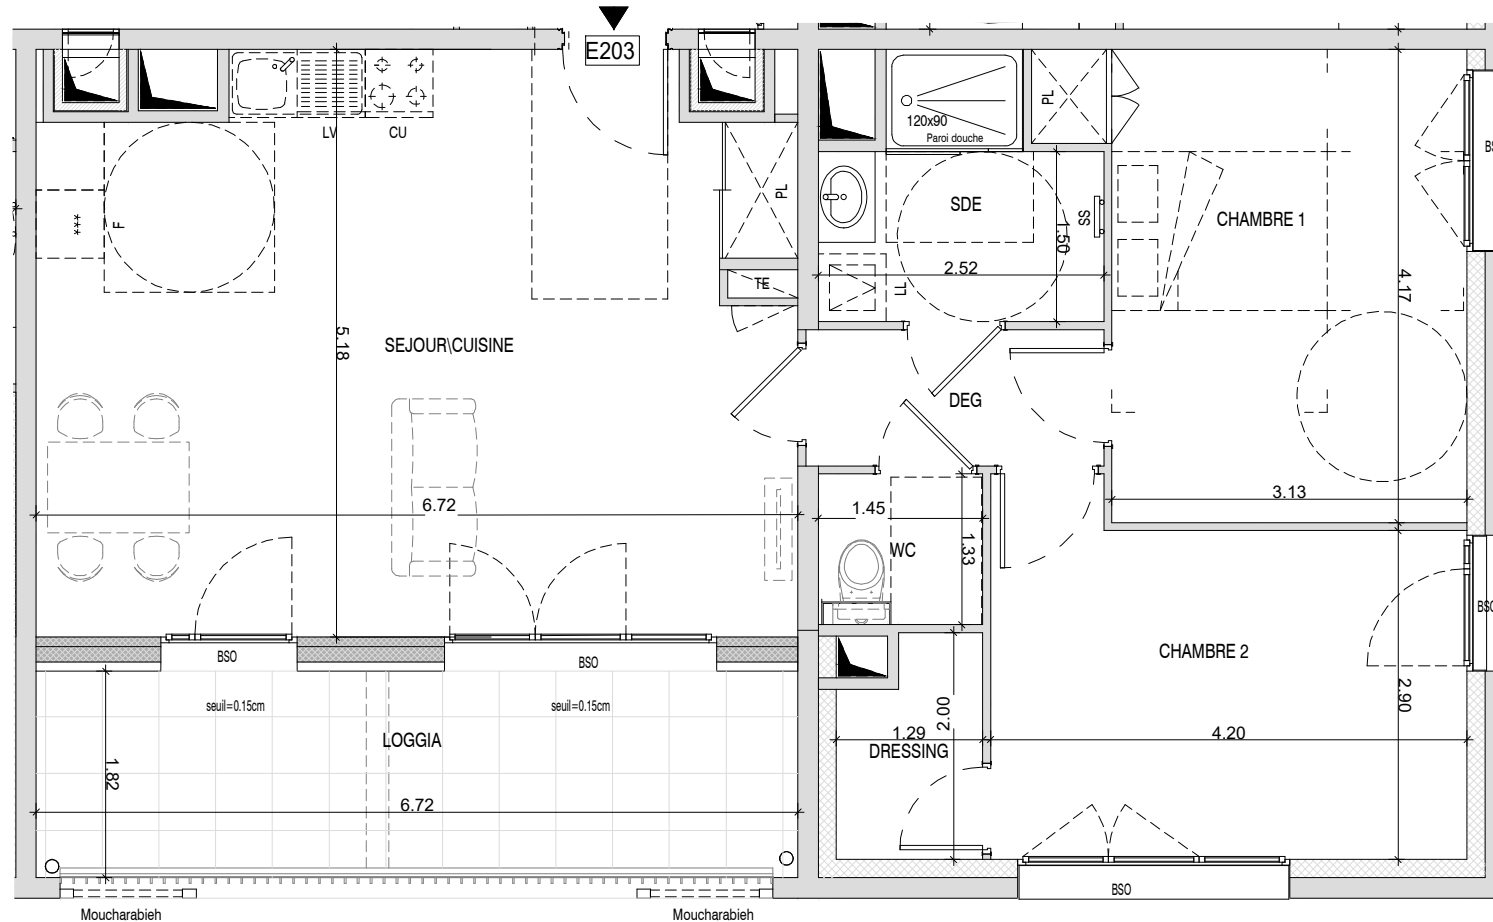 E203
LV
CU
120x90
Paroi douche
PL
BS
***
F
PL
SDE
SS
1.50
CHAMBRE 1
2.52
TE
LL
4.17
5.18
SEJOUR\CUISINE
DEG
6.72
1.45
3.13
WC
1.33
BSO
BSO
BSO
CHAMBRE 2
seuil=0.15cm
seuil=0.15cm
2.00
2.90
LOGGIA
1.29
4.20
DRESSING
1.82
6.72
BSO
Moucharabieh
Moucharabieh